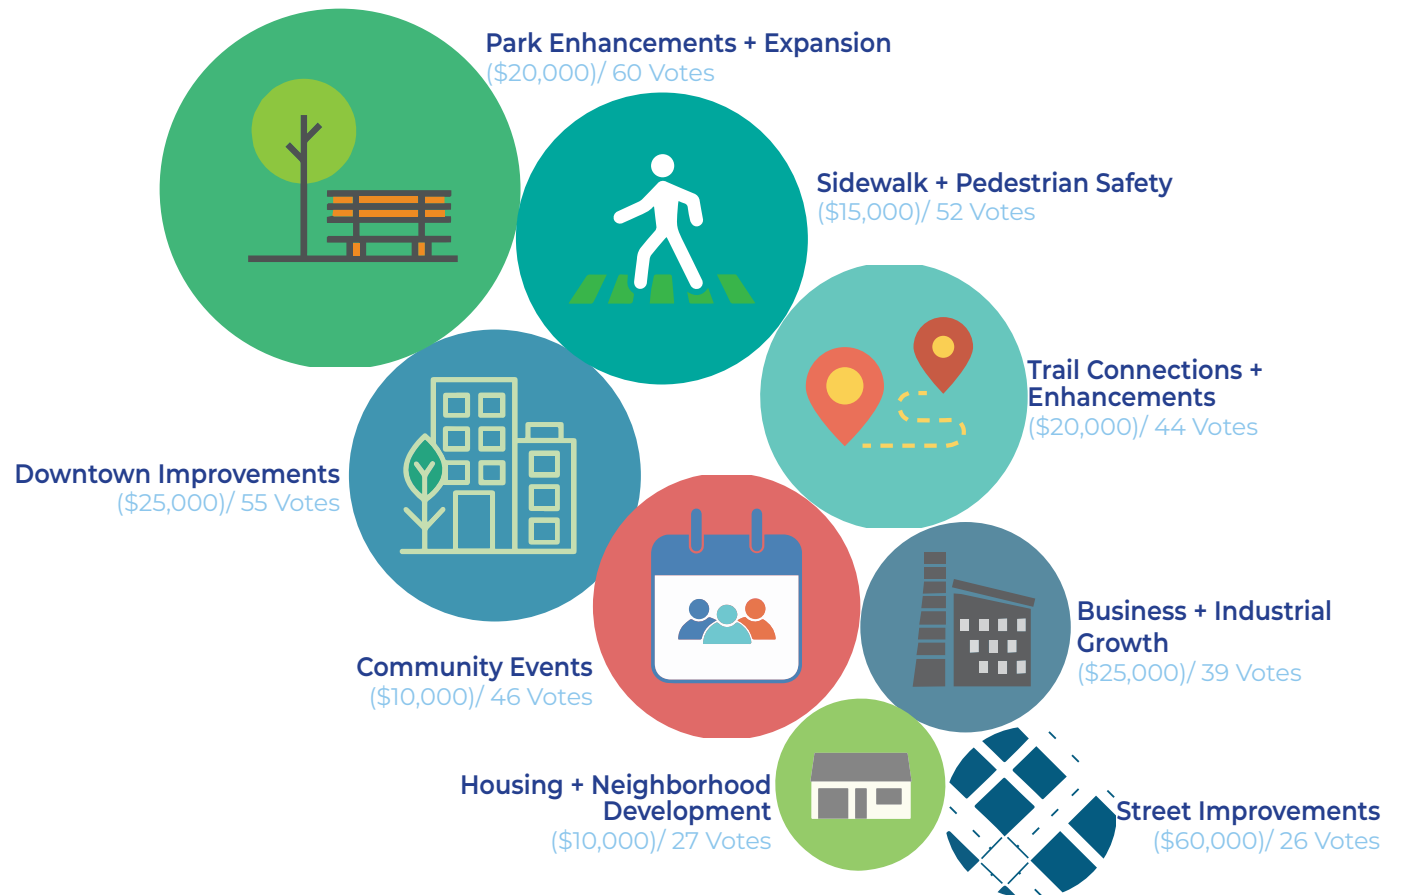 Park Enhancements + Expansion
($20,000)/ 60 Votes
Sidewalk + Pedestrian Safety
($15,000)/ 52 Votes
Trail Connections +
Enhancements
($20,000)/ 44 Votes
Downtown Improvements
($25,000)/ 55 Votes
Business + Industrial
Growth
($25,000)/ 39 Votes
Community Events
($10,000)/ 46 Votes
Housing + Neighborhood
Development
($10,000)/ 27 Votes
Street Improvements
($60,000)/ 26 Votes